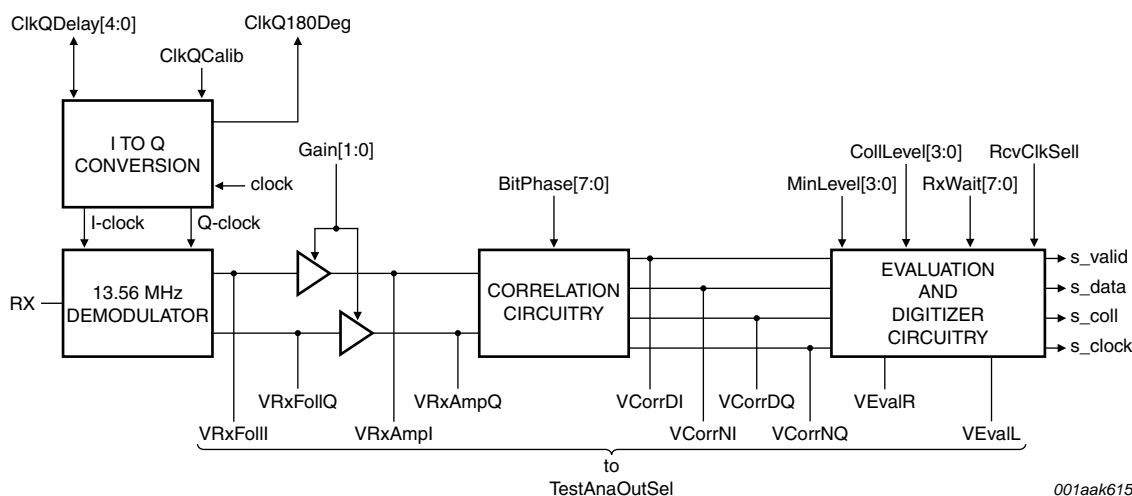 ClkQDelay[4:0]
ClkQ180Deg
ClkQCalib
I TO Q
CONVERSION
clock
Gain[1:0]
BitPhase[7:0]
CollLevel[3:0]
RcvClkSell
MinLevel[3:0]
RxWait[7:0]
I-clock
Q-clock
RX
13.56 MHz
DEMODULATOR
CORRELATION
CIRCUITRY
EVALUATION
AND
DIGITIZER
CIRCUITRY
s_valid
s_data
s_coll
s_clock
VRxFollQ
VRxAmpQ
VCorrDI
VCorrDQ
VEvalR
VRxFollI
VRxAmpI
VCorrNI
VCorrNQ
VEvalL
to
TestAnaOutSel
001aak615